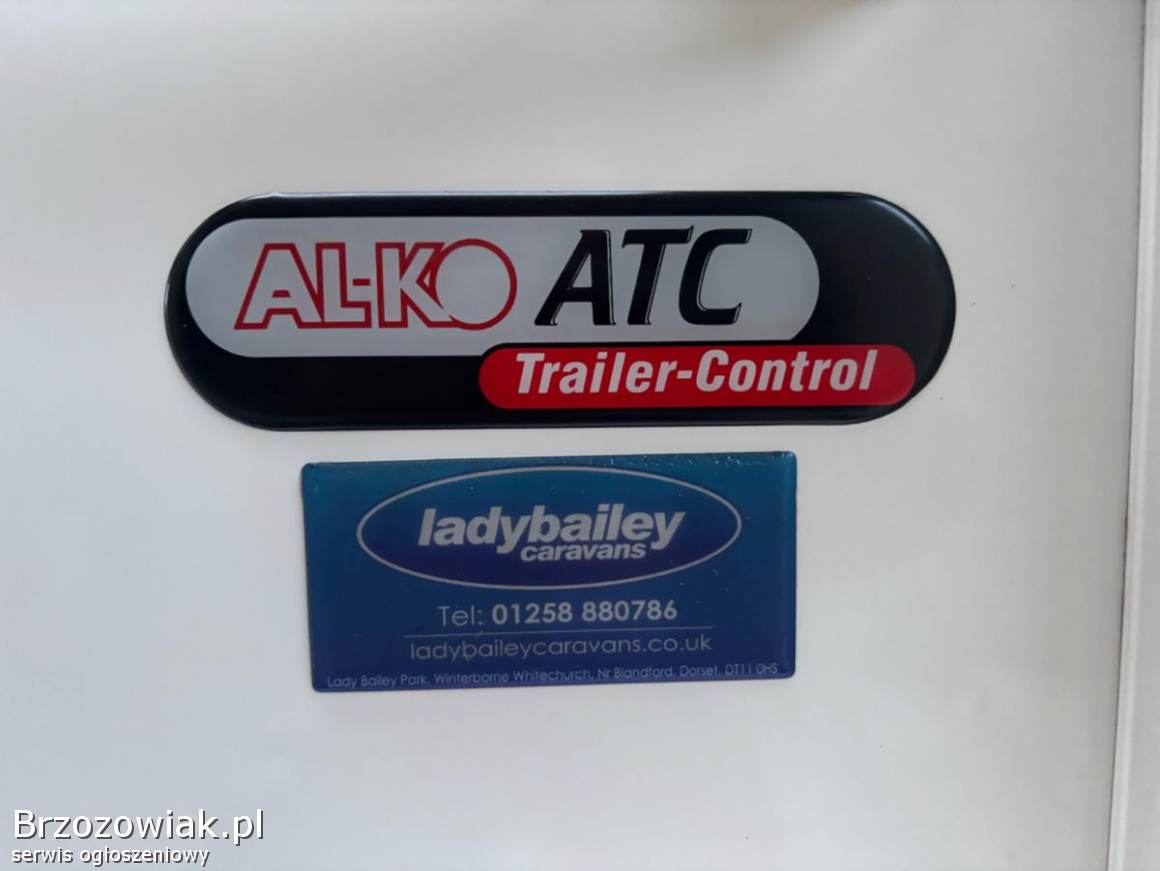 AL-KO ATC
Trailer-Control
ladybailey
caravans
Tel: 01258 880786
ladybaileycaravans.co.uk
Lady Bailey Park, Winterborne Whitechurch, Nr Blandford, Dorset, DT11 0HS
Brzozowiak.pl
serwis ogłoszeniowy